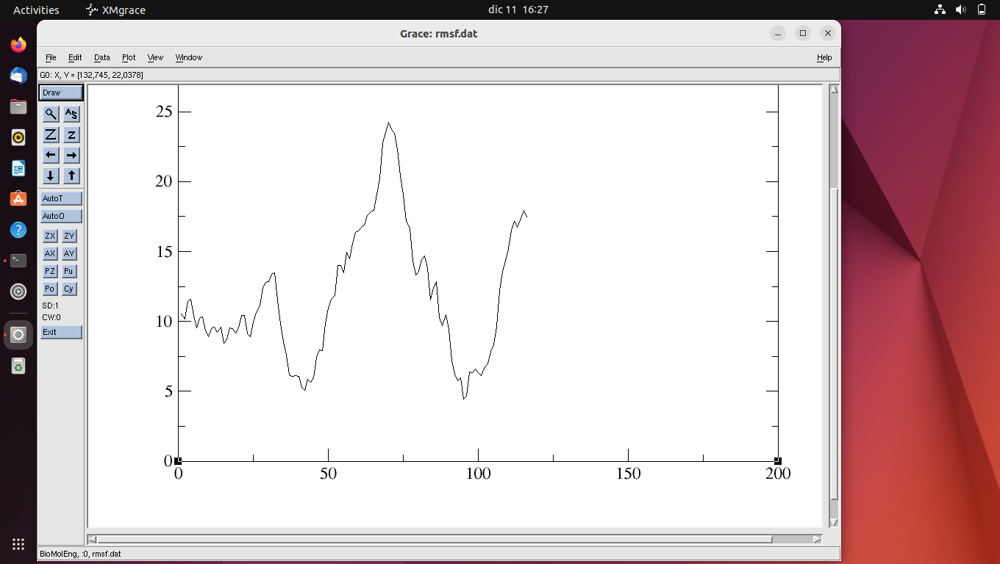 Activities XMgrace dic 11 16:27
Grace: rmsf.dat
File Edit Data Plot View Window Help
G0: X, Y = [132,745, 22,0378]
Draw
AS
Z z
AutoT
AutoO
ZX ZY
AX AY
PZ Pu
Po Cy
SD:1
CW:0
Exit
25
20
15
10
5
0
0 50 100 150 200
BioMolEng, :0, rmsf.dat